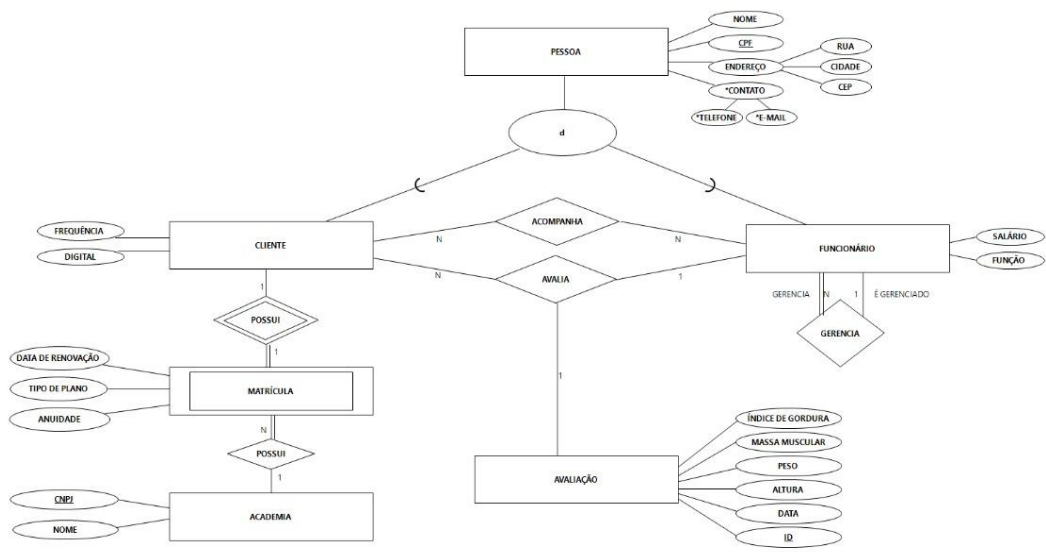 NOME
CPF
PESSOA
ENDEREÇO
RUA
CIDADE
CEP
*CONTATO
*TELEFONE
*E-MAIL
d
FREQUÊNCIA
DIGITAL
CLIENTE
N
ACOMPANHA
N
FUNCIONÁRIO
SALÁRIO
FUNÇÃO
N
AVALIA
1
1
POSSUI
1
GERENCIA
N
1
É GERENCIADO
GERENCIA
DATA DE RENOVAÇÃO
TIPO DE PLANO
ANUIDADE
MATRÍCULA
1
N
POSSUI
1
CNPJ
NOME
ACADEMIA
AVALIAÇÃO
ÍNDICE DE GORDURA
MASSA MUSCULAR
PESO
ALTURA
DATA
ID